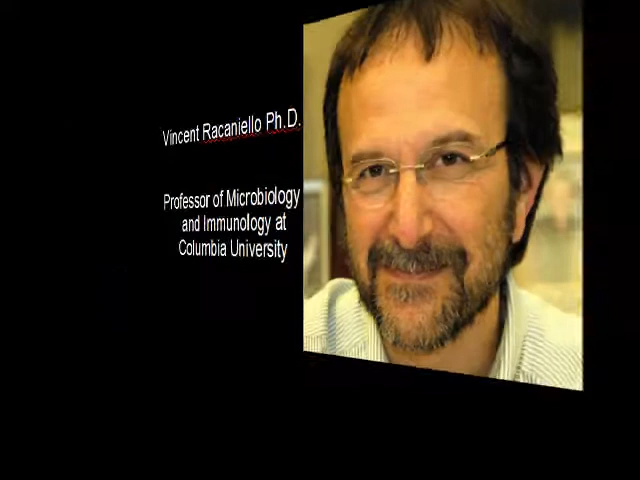 Vincent Racaniello Ph.D.
Professor of Microbiology
and Immunology at
Columbia University